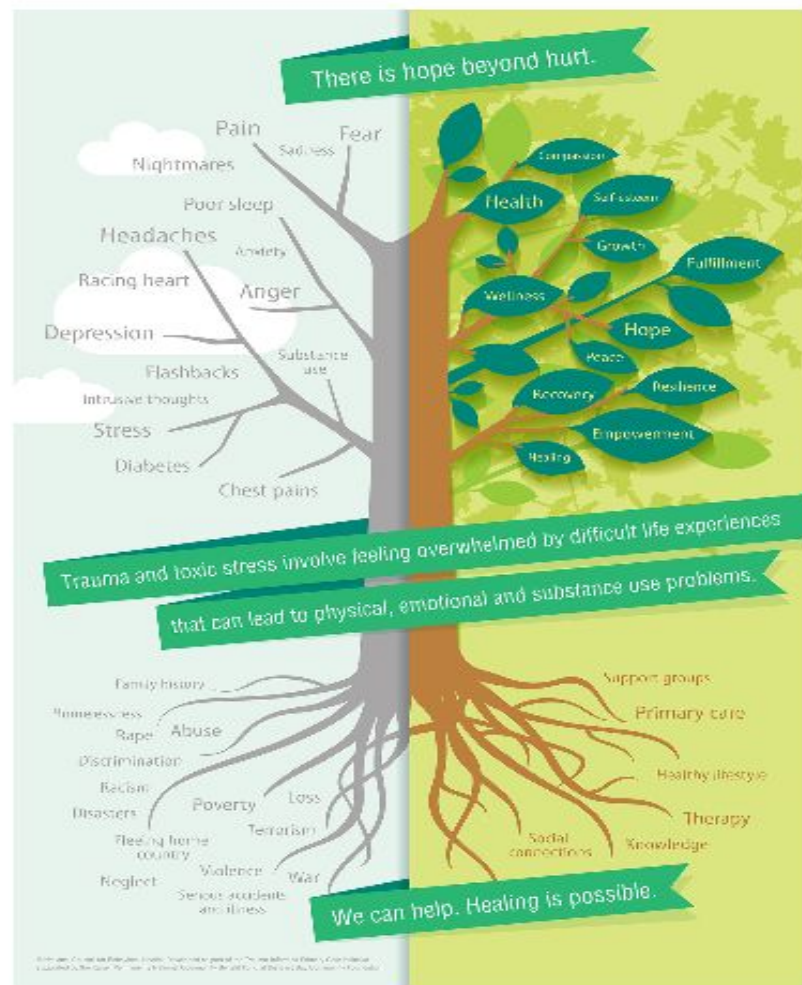 There is hope beyond hurt.
Pain
Sadness
Fear
Nightmares
Poor sleep
Headaches
Anxiety
Racing heart
Anger
Depression
Substance
use
Flashbacks
Intrusive thoughts
Stress
Diabetes
Chest pains
Compassion
Health
Self-esteem
Growth
Fulfillment
Wellness
Hope
Peace
Recovery
Resilience
Empowerment
Healing
Trauma and toxic stress involve feeling overwhelmed by difficult life experiences
that can lead to physical, emotional and substance use problems.
Family history
Homelessness
Rape
Abuse
Discrimination
Racism
Disasters
Poverty
Loss
Terrorism
Fleeing home
country
Violence
Neglect
War
Serious accidents
and illness
Support groups
Primary care
Healthy lifestyle
Therapy
Social
connections
Knowledge
We can help. Healing is possible.